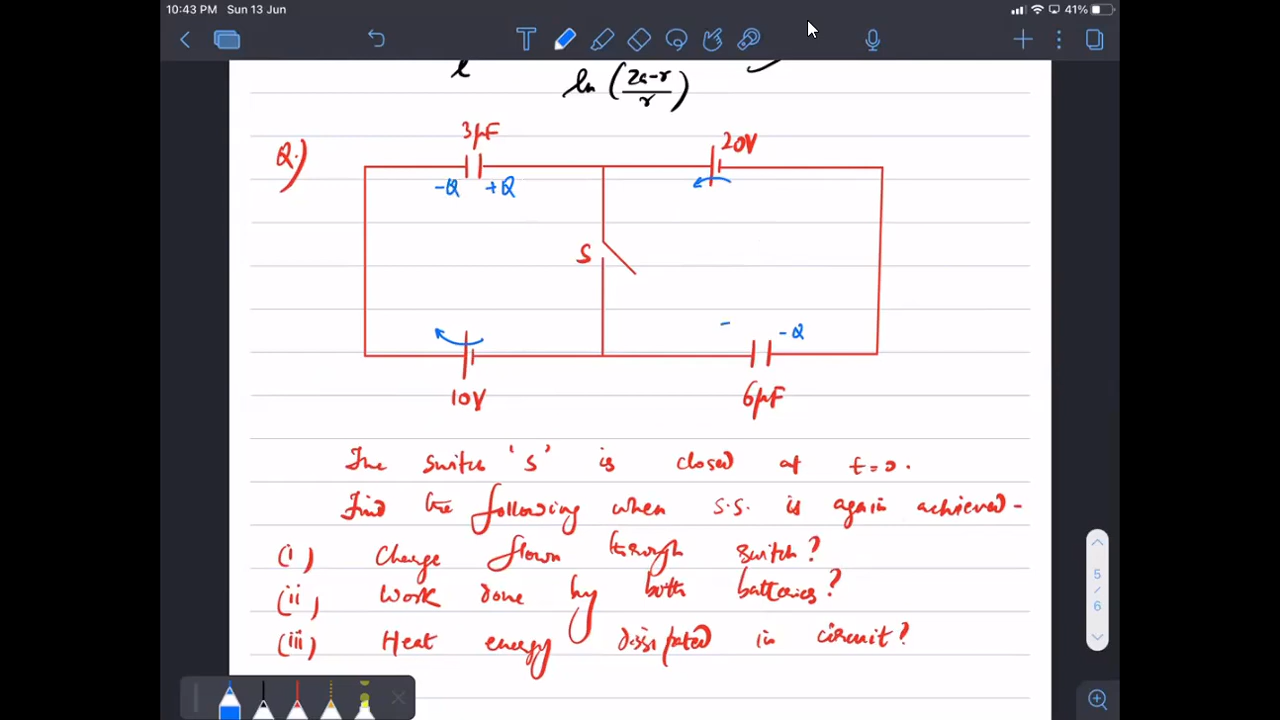 10:43 PM Sun 13 Jun
41%
T
l
ln (2a-r/r)
3µF
20V
Q.)
-Q +Q
S
- -Q
10V
6µF
The switch 'S' is closed at t=0.
Find the following when S.S. is again achieved-
(i) Charge flown through switch?
(ii) Work done by both batteries?
(iii) Heat energy dissipated in circuit?
5
/
6